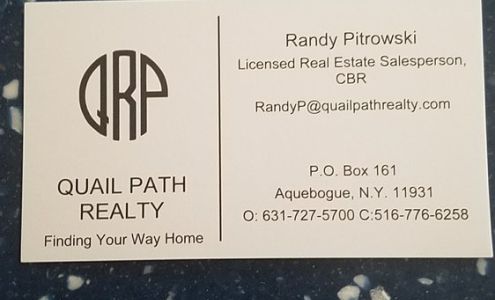 QRP
QUAIL PATH
REALTY
Finding Your Way Home
Randy Pitrowski
Licensed Real Estate Salesperson,
CBR
RandyP@quailpathrealty.com
P.O. Box 161
Aquebogue, N.Y. 11931
O: 631-727-5700 C:516-776-6258